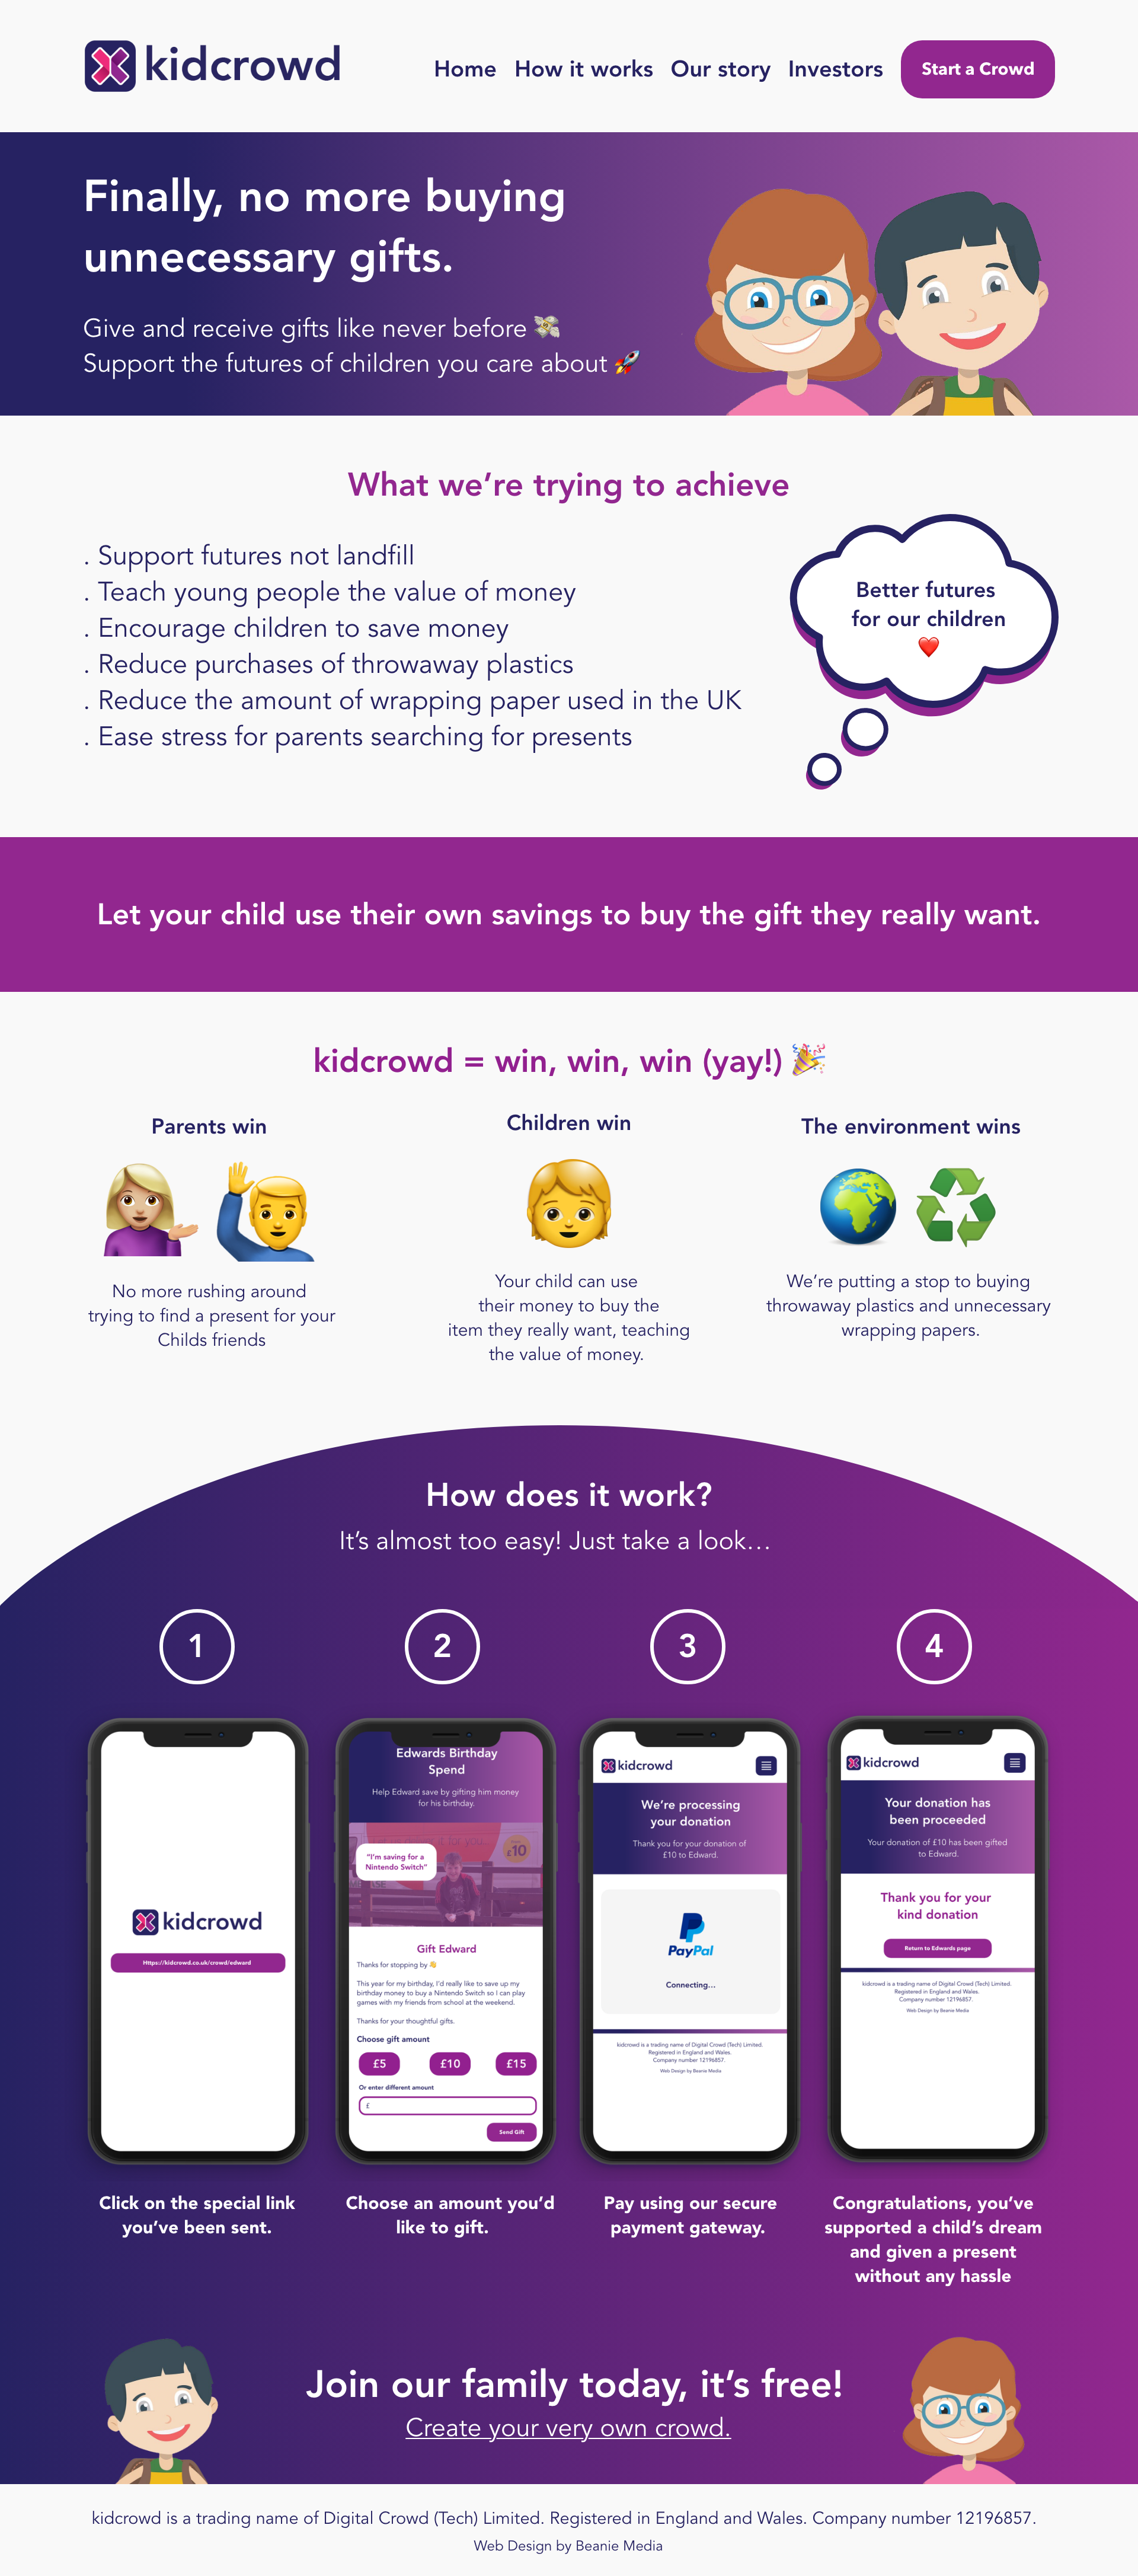 kidcrowd
Home How it works Our story Investors Start a Crowd
Finally, no more buying
unnecessary gifts.
Give and receive gifts like never before 💸
Support the futures of children you care about 🚀
What we’re trying to achieve
. Support futures not landfill
. Teach young people the value of money
. Encourage children to save money
. Reduce purchases of throwaway plastics
. Reduce the amount of wrapping paper used in the UK
. Ease stress for parents searching for presents
Better futures
for our children
❤️
Let your child use their own savings to buy the gift they really want.
kidcrowd = win, win, win (yay!) 🎉
Parents win
No more rushing around
trying to find a present for your
Childs friends
Children win
Your child can use
their money to buy the
item they really want, teaching
the value of money.
The environment wins
We’re putting a stop to buying
throwaway plastics and unnecessary
wrapping papers.
How does it work?
It’s almost too easy! Just take a look…
1
kidcrowd
Https://kidcrowd.co.uk/crowd/edward
Click on the special link
you’ve been sent.
2
Edwards Birthday
Spend
Help Edward save by gifting him money
for his birthday.
£10
“I’m saving for a
Nintendo Switch”
Gift Edward
Thanks for stopping by 👋
This year for my birthday, I’d really like to save up my
birthday money to buy a Nintendo Switch so I can play
games with my friends from school at the weekend.
Thanks for your thoughtful gifts.
Choose gift amount
£5 £10 £15
Or enter different amount
£
Send Gift
Choose an amount you’d
like to gift.
3
kidcrowd
We’re processing
your donation
Thank you for your donation of
£10 to Edward.
PayPal
Connecting…
kidcrowd is a trading name of Digital Crowd (Tech) Limited.
Registered in England and Wales.
Company number 12196857.
Web Design by Beanie Media
Pay using our secure
payment gateway.
4
kidcrowd
Your donation has
been proceeded
Your donation of £10 has been gifted
to Edward.
Thank you for your
kind donation
Return to Edwards page
kidcrowd is a trading name of Digital Crowd (Tech) Limited.
Registered in England and Wales.
Company number 12196857.
Web Design by Beanie Media
Congratulations, you’ve
supported a child’s dream
and given a present
without any hassle
Join our family today, it’s free!
Create your very own crowd.
kidcrowd is a trading name of Digital Crowd (Tech) Limited. Registered in England and Wales. Company number 12196857.
Web Design by Beanie Media